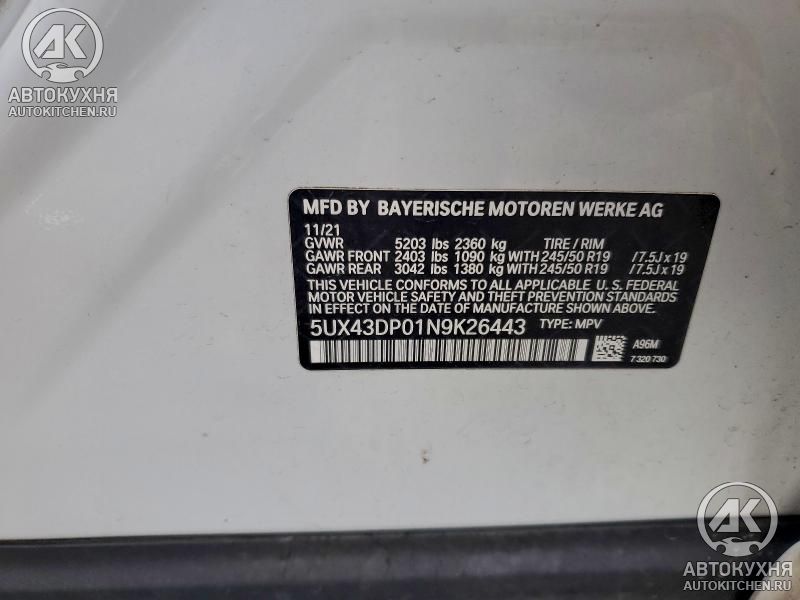 AK
АВТОКУХНЯ
AUTOKITCHEN.RU
MFD BY BAYERISCHE MOTOREN WERKE AG
11/21
GVWR 5203 lbs 2360 kg TIRE / RIM
GAWR FRONT 2403 lbs 1090 kg WITH 245/50 R19 / 7.5J x 19
GAWR REAR 3042 lbs 1380 kg WITH 245/50 R19 / 7.5J x 19
THIS VEHICLE CONFORMS TO ALL APPLICABLE U. S. FEDERAL
MOTOR VEHICLE SAFETY AND THEFT PREVENTION STANDARDS
IN EFFECT ON THE DATE OF MANUFACTURE SHOWN ABOVE.
5UX43DP01N9K26443 TYPE: MPV
A96M
7 320 730
AK
АВТОКУХНЯ
AUTOKITCHEN.RU